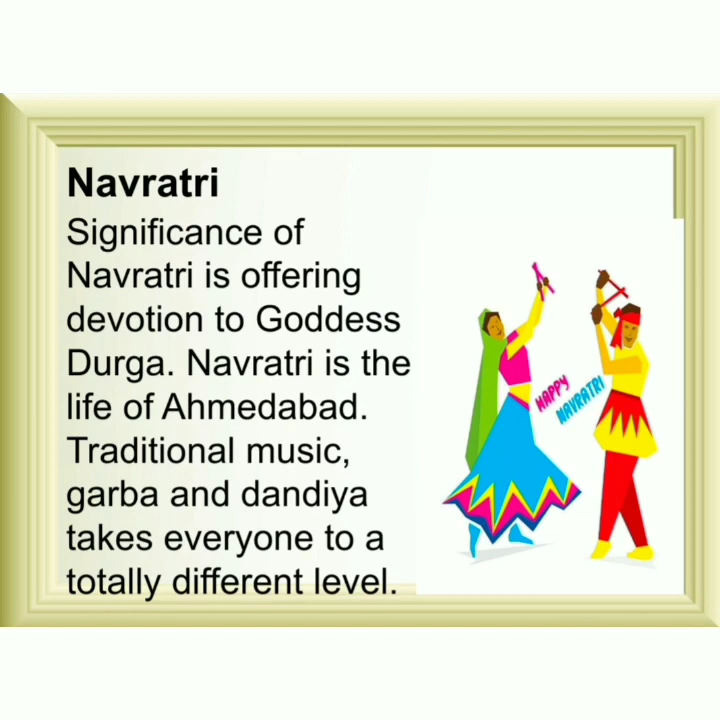 Navratri
Significance of
Navratri is offering
devotion to Goddess
Durga. Navratri is the
life of Ahmedabad.
Traditional music,
garba and dandiya
takes everyone to a
totally different level.
HAPPY
NAVRATRI